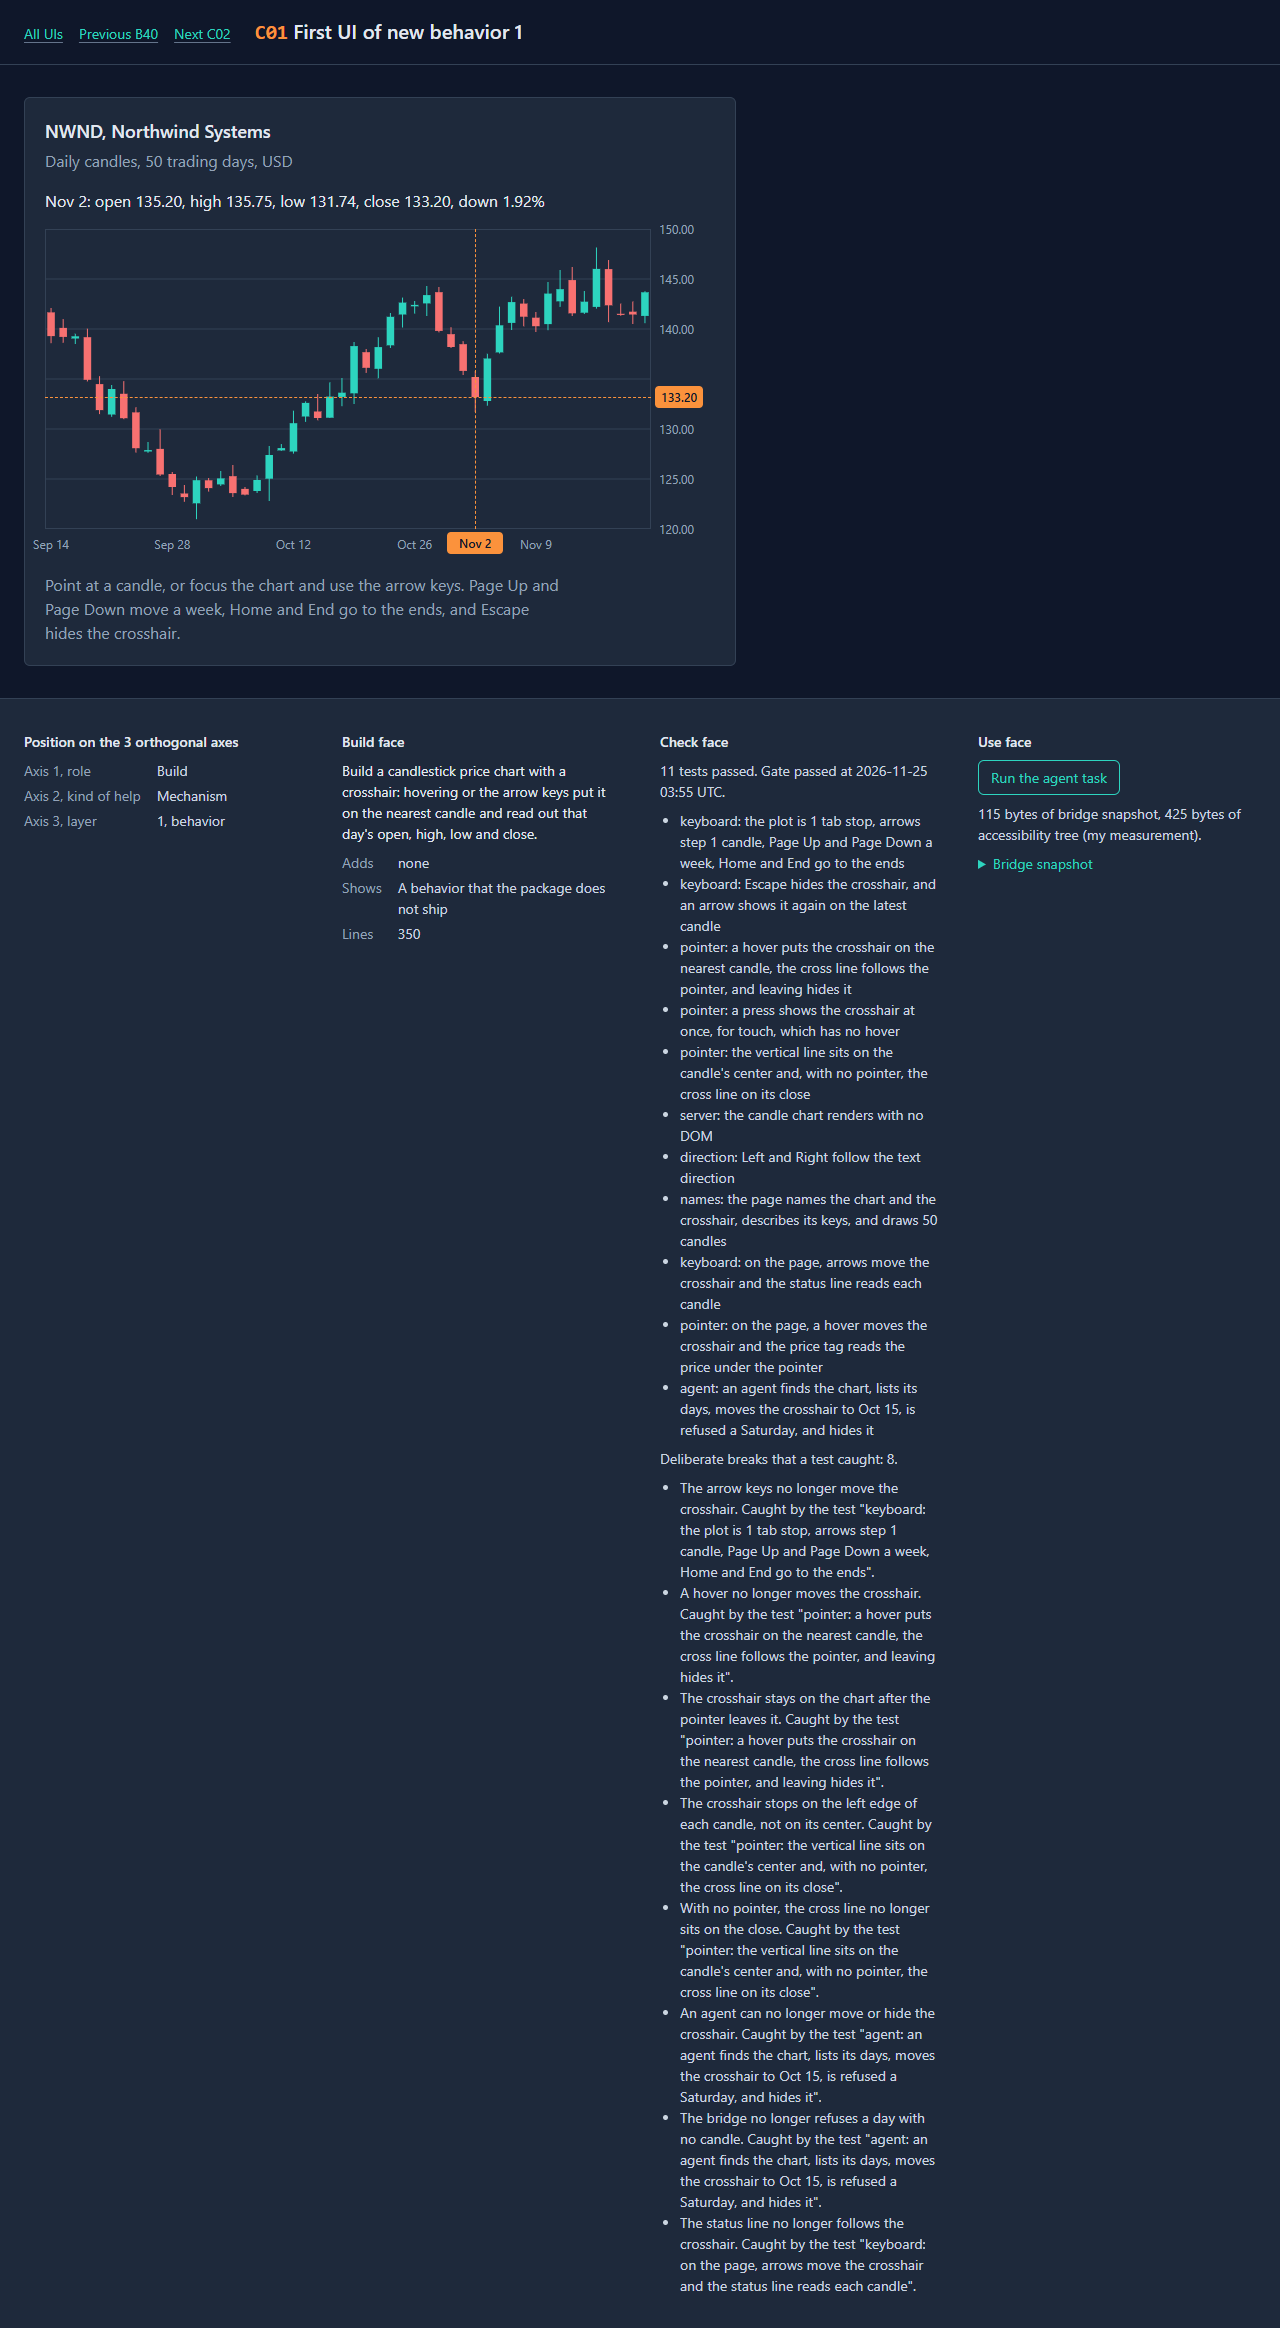 All UIs Previous B40 Next C02 C01 First UI of new behavior 1
NWND, Northwind Systems
Daily candles, 50 trading days, USD
Nov 2: open 135.20, high 135.75, low 131.74, close 133.20, down 1.92%
150.00
145.00
140.00
133.20
130.00
125.00
120.00
Sep 14 Sep 28 Oct 12 Oct 26 Nov 2 Nov 9
Point at a candle, or focus the chart and use the arrow keys. Page Up and
Page Down move a week, Home and End go to the ends, and Escape
hides the crosshair.
Position on the 3 orthogonal axes
Axis 1, role Build
Axis 2, kind of help Mechanism
Axis 3, layer 1, behavior
Build face
Build a candlestick price chart with a
crosshair: hovering or the arrow keys put it
on the nearest candle and read out that
day's open, high, low and close.
Adds none
Shows A behavior that the package does
not ship
Lines 350
Check face
11 tests passed. Gate passed at 2026-11-25
03:55 UTC.
• keyboard: the plot is 1 tab stop, arrows
step 1 candle, Page Up and Page Down a
week, Home and End go to the ends
• keyboard: Escape hides the crosshair, and
an arrow shows it again on the latest
candle
• pointer: a hover puts the crosshair on the
nearest candle, the cross line follows the
pointer, and leaving hides it
• pointer: a press shows the crosshair at
once, for touch, which has no hover
• pointer: the vertical line sits on the
candle's center and, with no pointer, the
cross line on its close
• server: the candle chart renders with no
DOM
• direction: Left and Right follow the text
direction
• names: the page names the chart and the
crosshair, describes its keys, and draws 50
candles
• keyboard: on the page, arrows move the
crosshair and the status line reads each
candle
• pointer: on the page, a hover moves the
crosshair and the price tag reads the
price under the pointer
• agent: an agent finds the chart, lists its
days, moves the crosshair to Oct 15, is
refused a Saturday, and hides it
Deliberate breaks that a test caught: 8.
• The arrow keys no longer move the
crosshair. Caught by the test "keyboard:
the plot is 1 tab stop, arrows step 1
candle, Page Up and Page Down a week,
Home and End go to the ends".
• A hover no longer moves the crosshair.
Caught by the test "pointer: a hover puts
the crosshair on the nearest candle, the
cross line follows the pointer, and leaving
hides it".
• The crosshair stays on the chart after the
pointer leaves it. Caught by the test
"pointer: a hover puts the crosshair on
the nearest candle, the cross line follows
the pointer, and leaving hides it".
• The crosshair stops on the left edge of
each candle, not on its center. Caught by
the test "pointer: the vertical line sits on
the candle's center and, with no pointer,
the cross line on its close".
• With no pointer, the cross line no longer
sits on the close. Caught by the test
"pointer: the vertical line sits on the
candle's center and, with no pointer, the
cross line on its close".
• An agent can no longer move or hide the
crosshair. Caught by the test "agent: an
agent finds the chart, lists its days, moves
the crosshair to Oct 15, is refused a
Saturday, and hides it".
• The bridge no longer refuses a day with
no candle. Caught by the test "agent: an
agent finds the chart, lists its days, moves
the crosshair to Oct 15, is refused a
Saturday, and hides it".
• The status line no longer follows the
crosshair. Caught by the test "keyboard:
on the page, arrows move the crosshair
and the status line reads each candle".
Use face
Run the agent task
115 bytes of bridge snapshot, 425 bytes of
accessibility tree (my measurement).
▶ Bridge snapshot